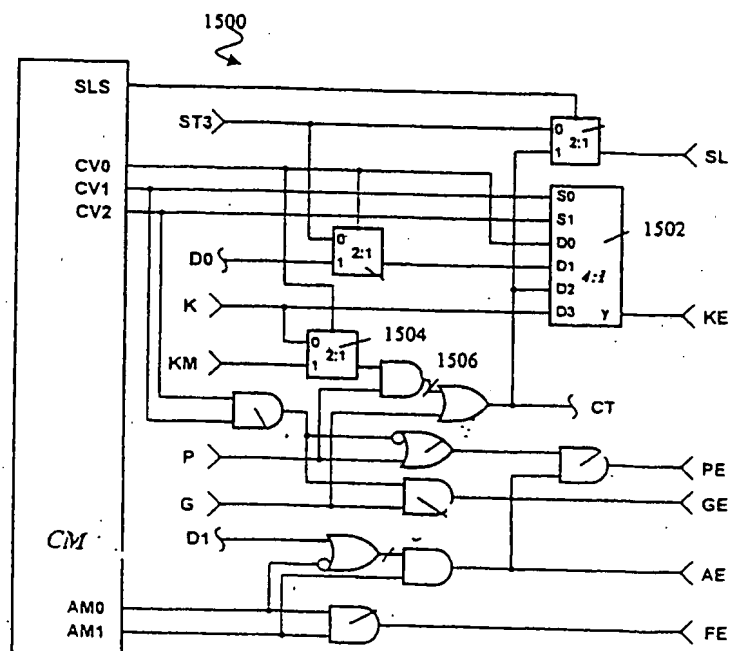 1500
SLS
ST3
0
2:1
1
SL
CV0
CV1
CV2
S0
S1
D0
D1
D2
D3
4:1
y
1502
0
2:1
1
D0
K
KE
0
2:1
1
1504
KM
1506
CT
P
PE
G
GE
D1
CM
AE
AM0
AM1
FE